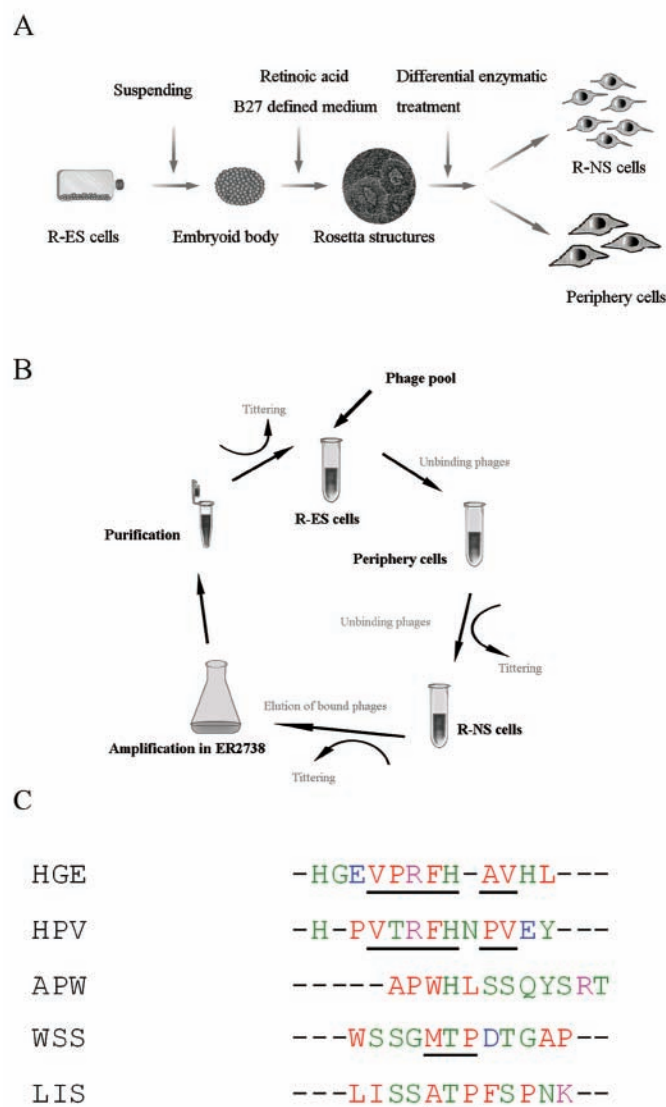 A
Suspending
Retinoic acid
B27 defined medium
Differential enzymatic
treatment
R-ES cells
Embryoid body
Rosetta structures
R-NS cells
Periphery cells
B
Phage pool
Tittering
Unbinding phages
R-ES cells
Purification
Periphery cells
Unbinding phages
Tittering
Elution of bound phages
R-NS cells
Amplification in ER2738
Tittering
C
HGE -HGEVPRFH-AVHL---
HPV H--PVTRFHNPVEY---
APW -----APWHLSSQYSRT
WSS ---WSSGMTPDTGAP--
LIS ---LISSATPFSPNK--